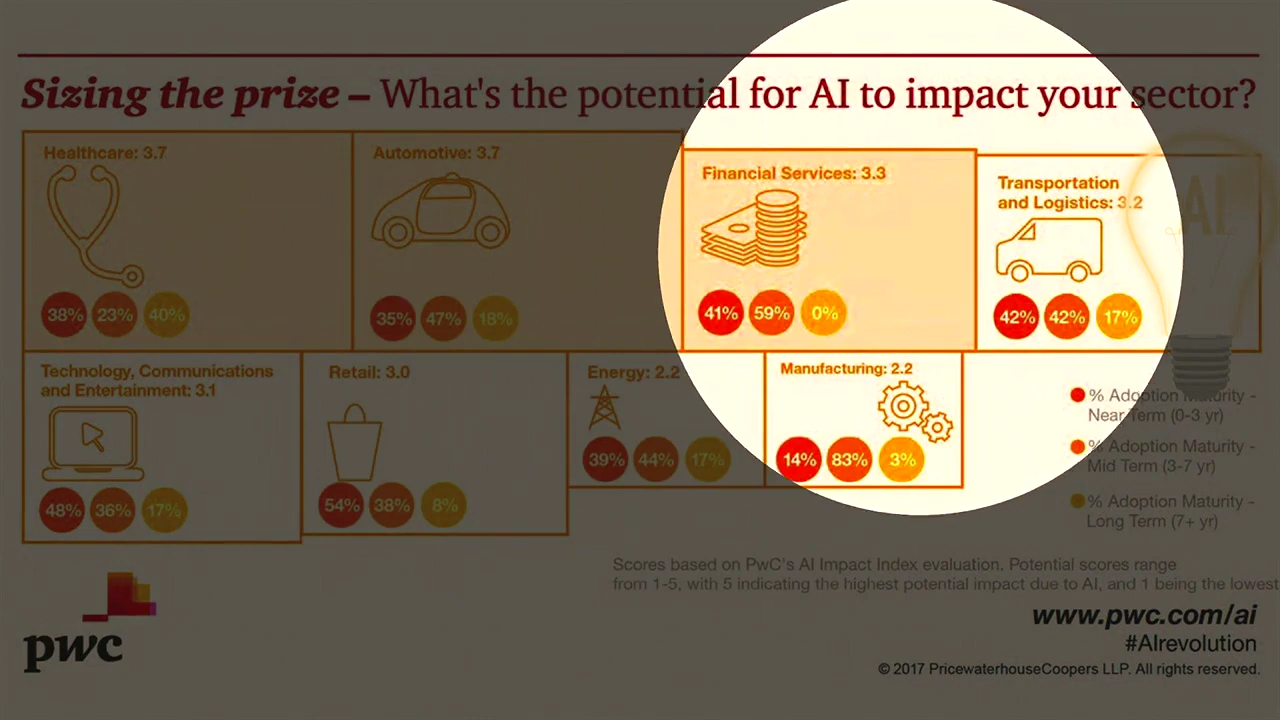 Sizing the prize – What's the potential for AI to impact your sector?
Healthcare: 3.7
38% 23% 40%
Automotive: 3.7
35% 47% 18%
Financial Services: 3.3
41% 59% 0%
Transportation
and Logistics: 3.2
42% 42% 17%
AI
Technology, Communications
and Entertainment: 3.1
48% 36% 17%
Retail: 3.0
54% 38% 8%
Energy: 2.2
39% 44% 17%
Manufacturing: 2.2
14% 83% 3%
% Adoption Maturity -
Near Term (0-3 yr)
% Adoption Maturity -
Mid Term (3-7 yr)
% Adoption Maturity -
Long Term (7+ yr)
Scores based on PwC's AI Impact Index evaluation. Potential scores range
from 1-5, with 5 indicating the highest potential impact due to AI, and 1 being the lowest
www.pwc.com/ai
#AIrevolution
© 2017 PricewaterhouseCoopers LLP. All rights reserved.
pwc